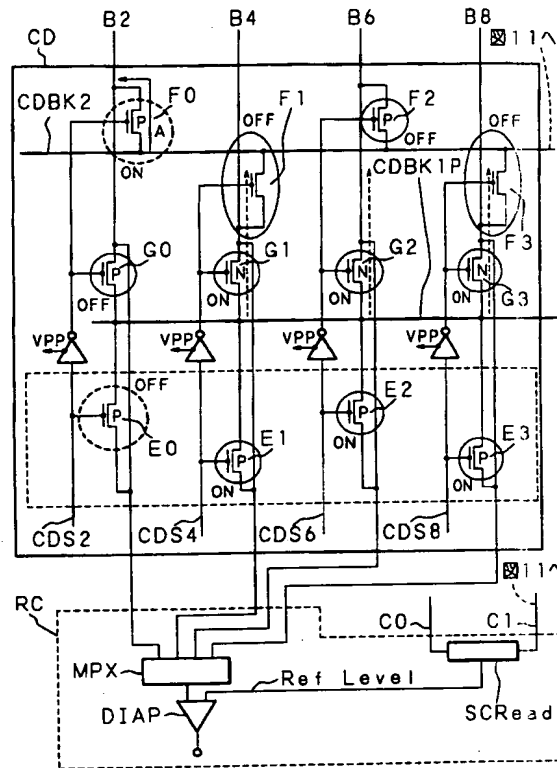 B2 B4 B6 B8
CD
図11へ
CDBK2
F0
P
A
ON
OFF
F1
F2
P
OFF
CDBK1P
OFF
F3
G0
P
OFF
G1
N
ON
G2
N
ON
N
ON
G3
VPP
VPP
VPP
VPP
OFF
P
E0
E1
P
ON
E2
P
ON
E3
P
ON
CDS2 CDS4 CDS6 CDS8
図11へ
RC
C0 C1
MPX
Ref Level
DIAP
SCRead